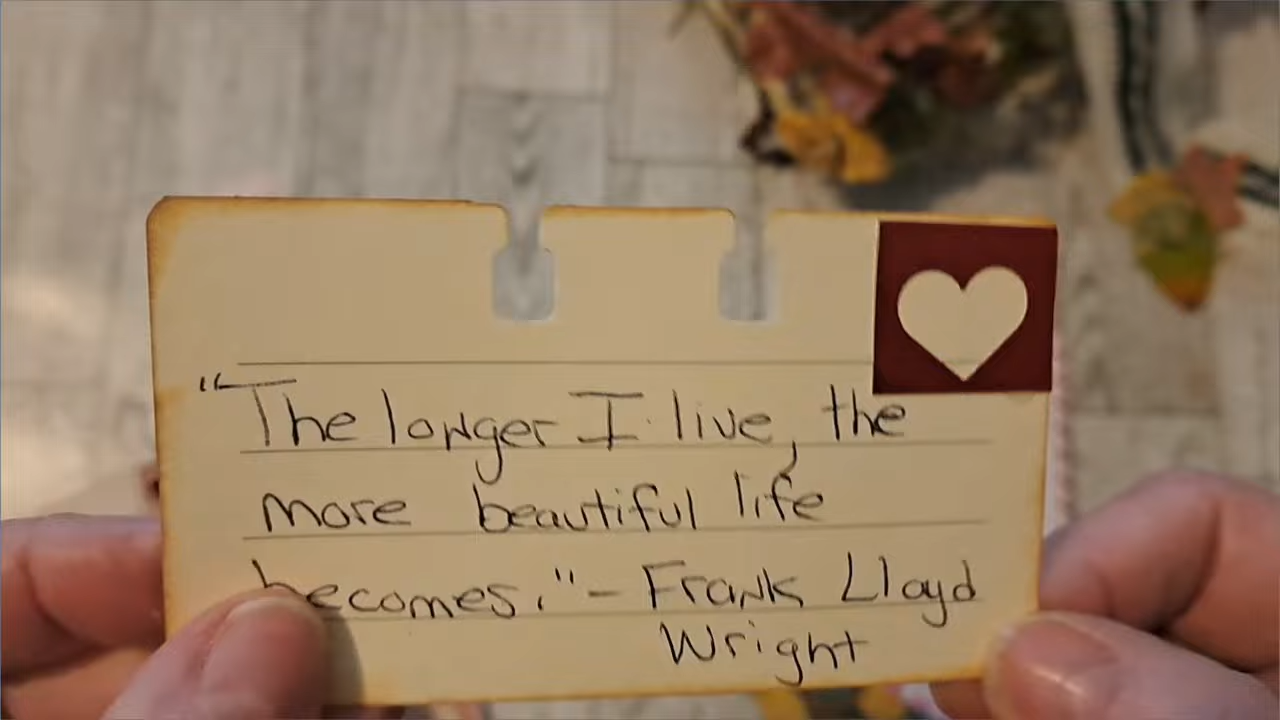 "The longer I live, the
more beautiful life
becomes." - Frank Lloyd
Wright